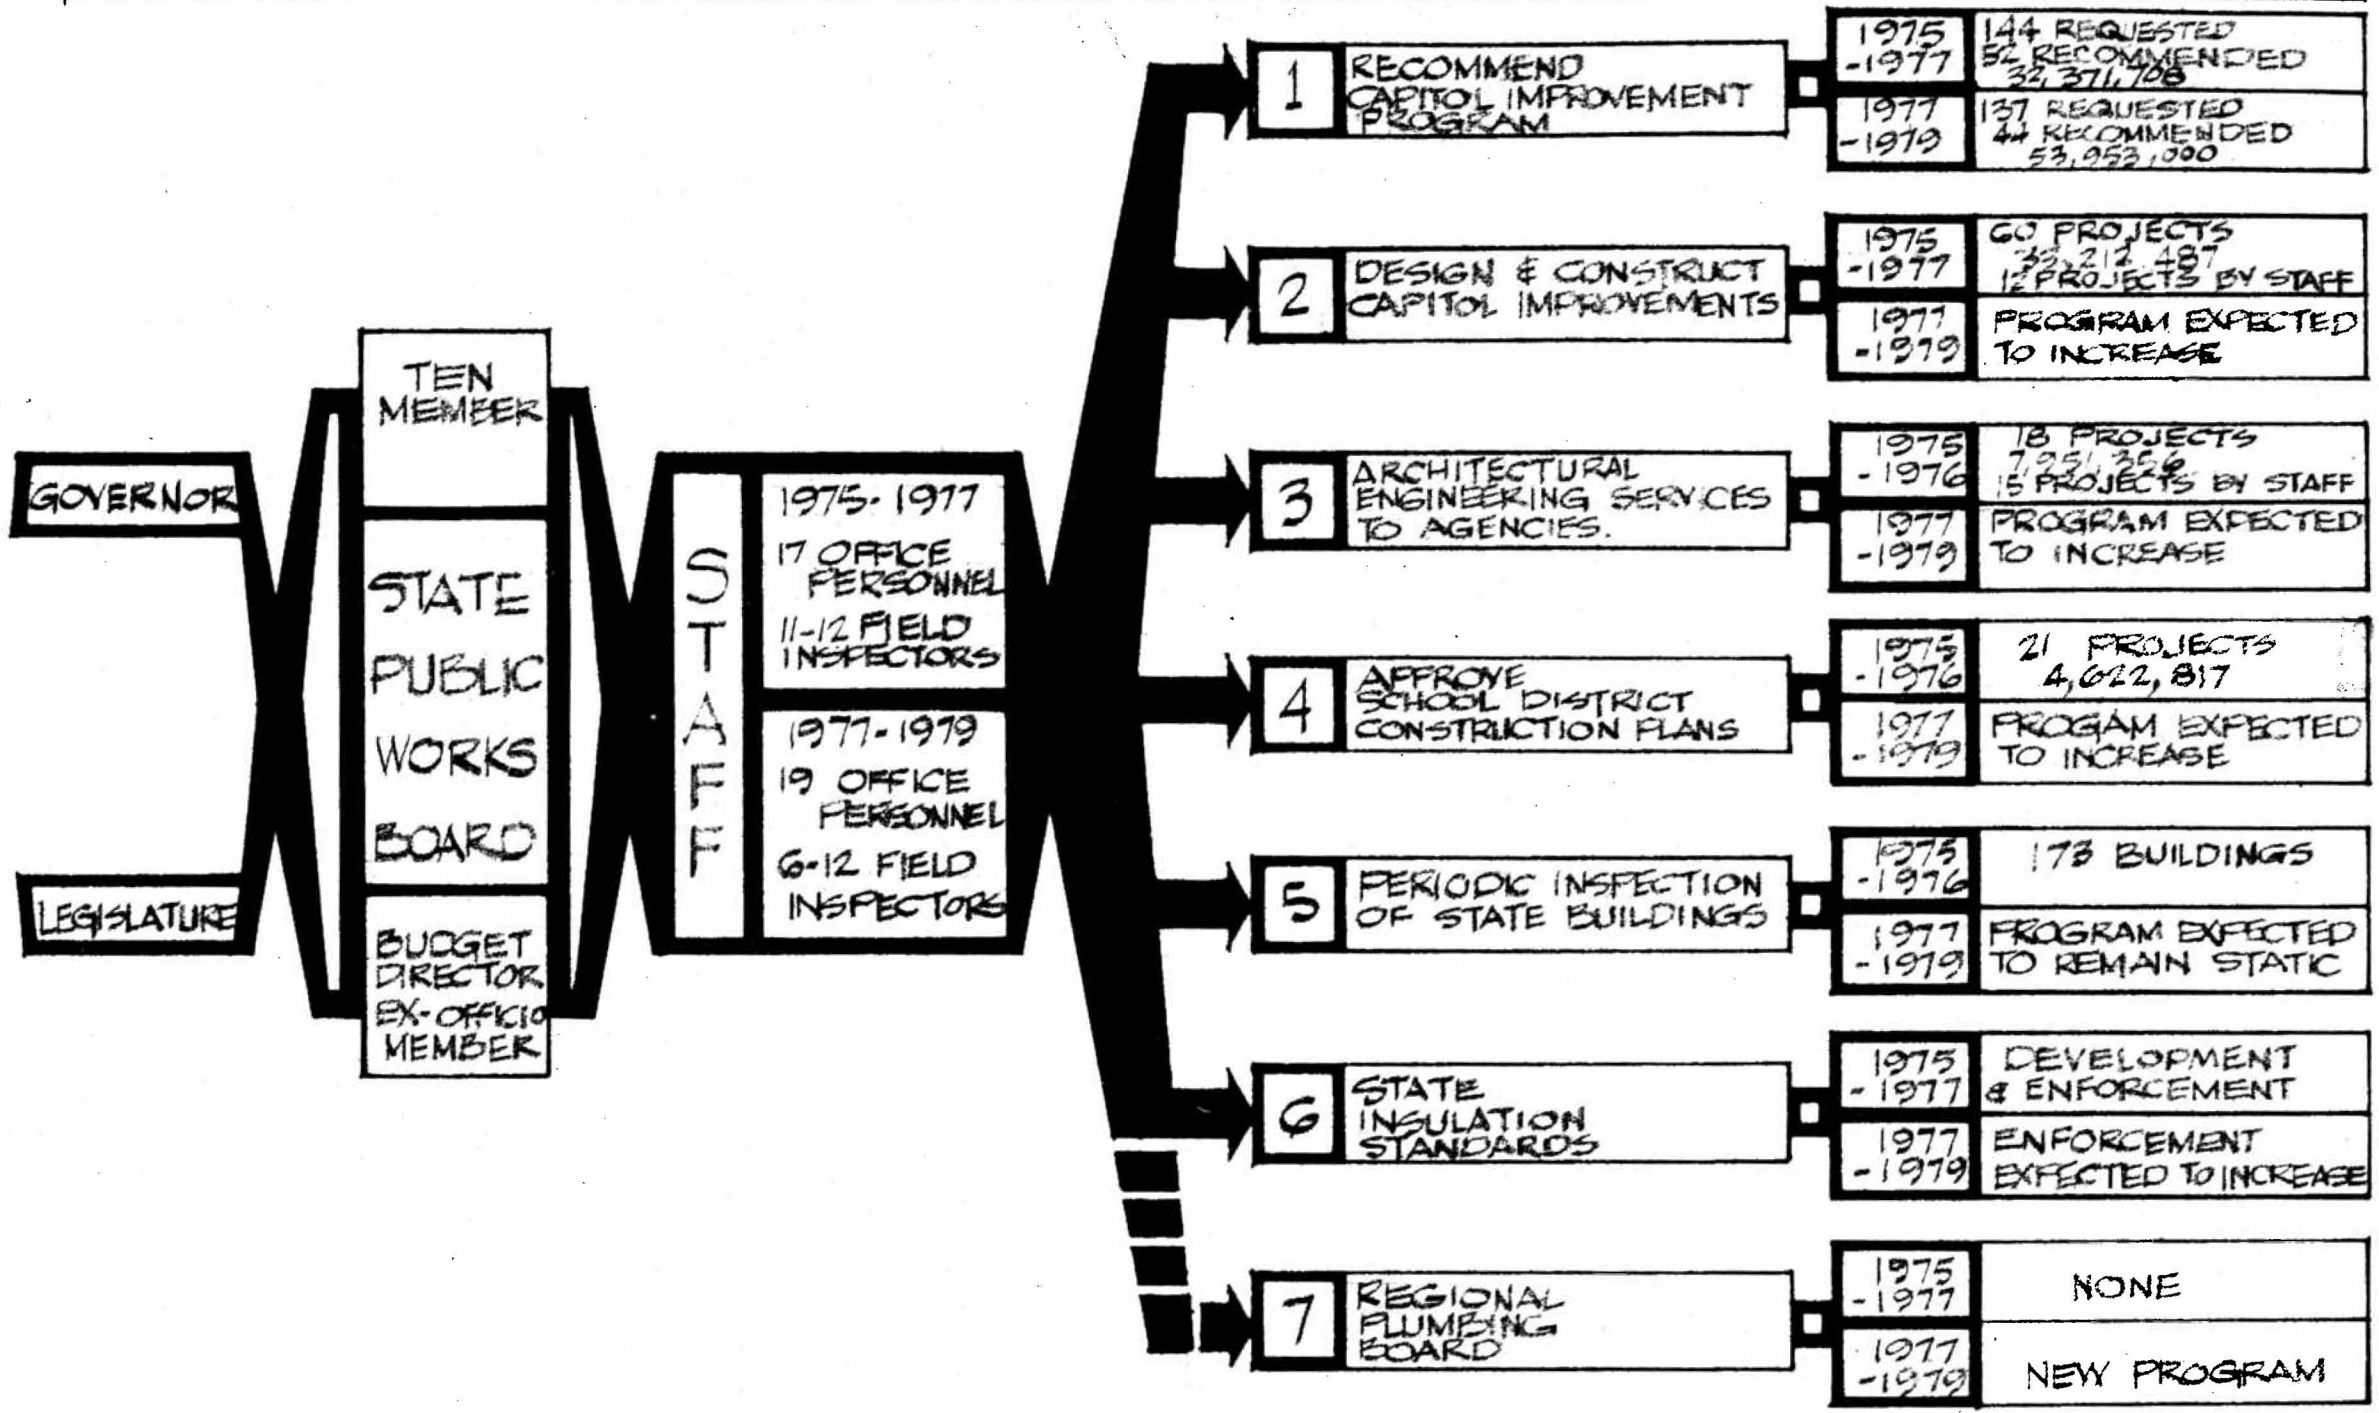 GOVERNOR
LEGISLATURE
TEN
MEMBER
STATE
PUBLIC
WORKS
BOARD
BUDGET
DIRECTOR
EX-OFFICIO
MEMBER
STAFF
1975-1977
17 OFFICE
PERSONNEL
11-12 FIELD
INSPECTORS
1977-1979
19 OFFICE
PERSONNEL
6-12 FIELD
INSPECTORS
1
RECOMMEND
CAPITOL IMPROVEMENT
PROGRAM
1975
-1977
144 REQUESTED
52 RECOMMENDED
32,371,708
1977
-1979
137 REQUESTED
44 RECOMMENDED
53,953,000
2
DESIGN & CONSTRUCT
CAPITOL IMPROVEMENTS
1975
-1977
60 PROJECTS
12 PROJECTS BY STAFF
1977
-1979
PROGRAM EXPECTED
TO INCREASE
3
ARCHITECTURAL
ENGINEERING SERVICES
TO AGENCIES.
1975
-1976
18 PROJECTS
15 PROJECTS BY STAFF
1977
-1979
PROGRAM EXPECTED
TO INCREASE
4
APPROVE
SCHOOL DISTRICT
CONSTRUCTION PLANS
1975
-1976
21 PROJECTS
4,622,817
1977
-1979
PROGAM EXPECTED
TO INCREASE
5
PERIODIC INSPECTION
OF STATE BUILDINGS
1975
-1976
173 BUILDINGS
1977
-1979
PROGRAM EXPECTED
TO REMAIN STATIC
6
STATE
INSULATION
STANDARDS
1975
-1977
DEVELOPMENT
& ENFORCEMENT
1977
-1979
ENFORCEMENT
EXPECTED TO INCREASE
7
REGIONAL
PLUMBING
BOARD
1975
-1977
NONE
1977
-1979
NEW PROGRAM